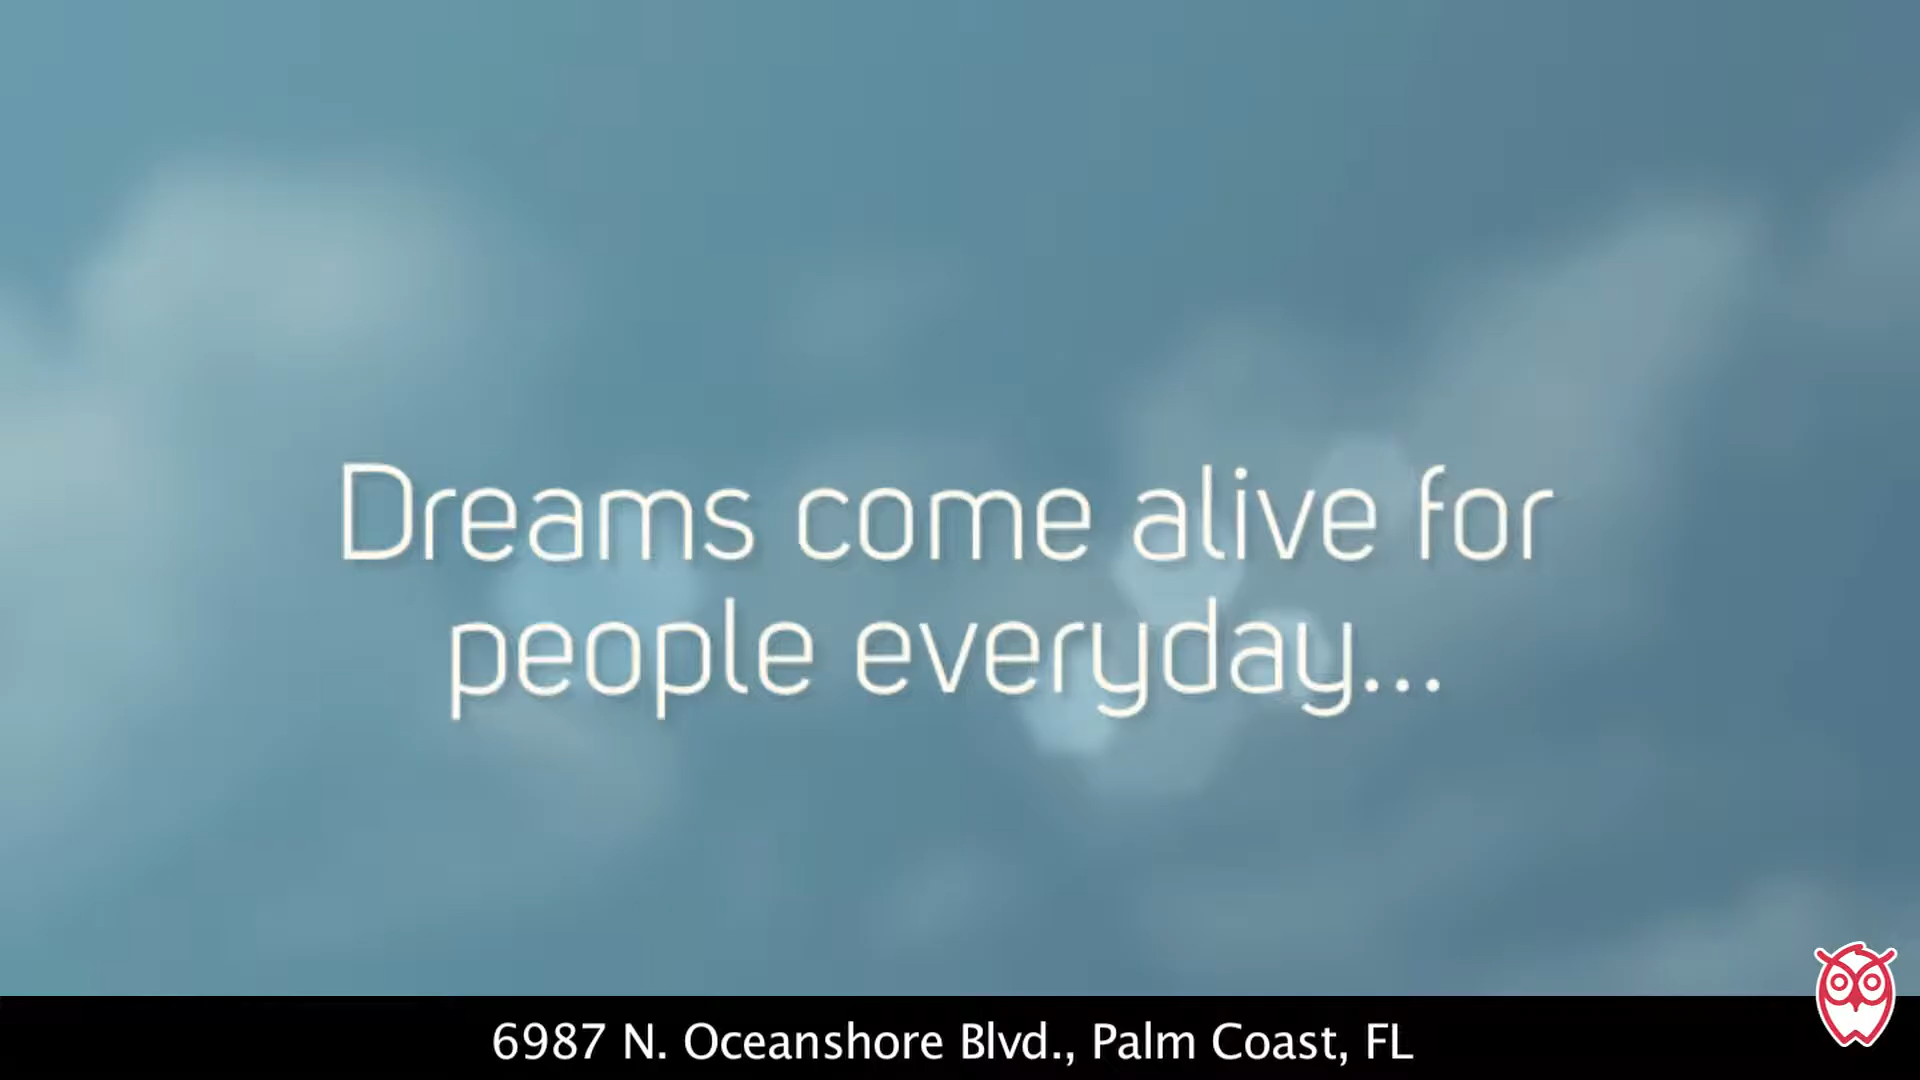 Dreams come alive for
people everyday...
6987 N. Oceanshore Blvd., Palm Coast, FL